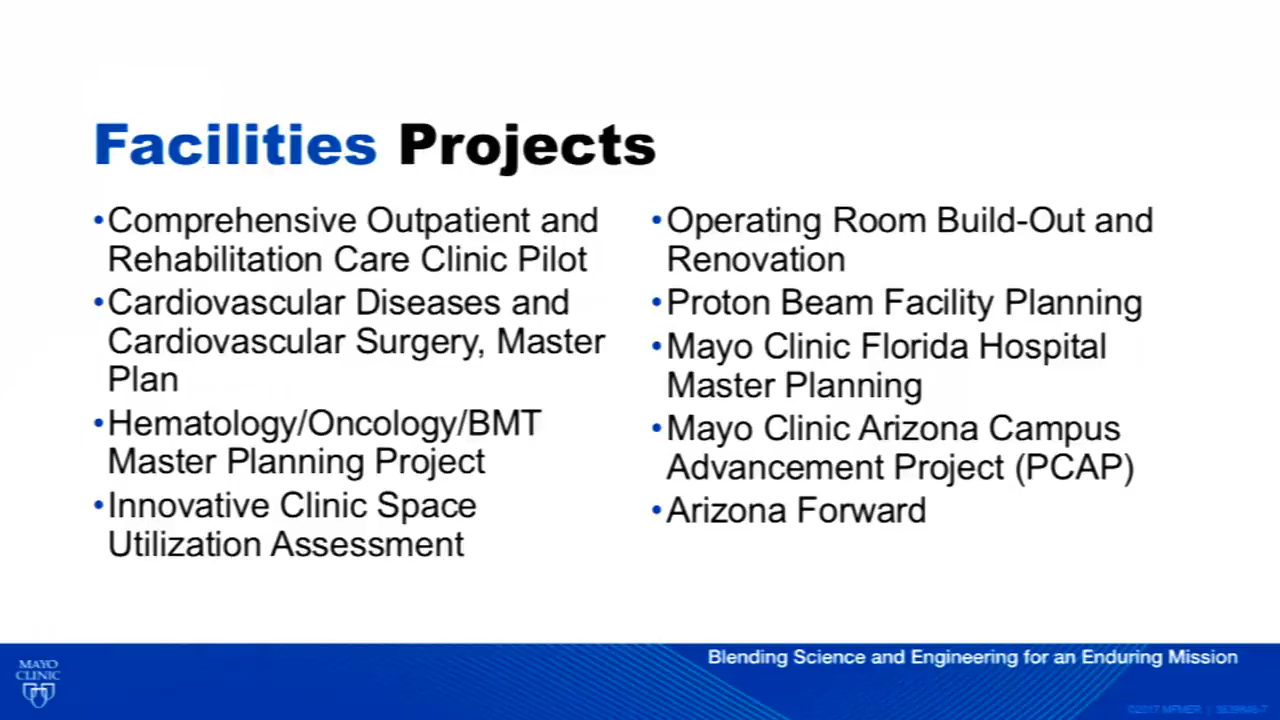 Facilities Projects
•Comprehensive Outpatient and
Rehabilitation Care Clinic Pilot
•Cardiovascular Diseases and
Cardiovascular Surgery, Master
Plan
•Hematology/Oncology/BMT
Master Planning Project
•Innovative Clinic Space
Utilization Assessment
•Operating Room Build-Out and
Renovation
•Proton Beam Facility Planning
•Mayo Clinic Florida Hospital
Master Planning
•Mayo Clinic Arizona Campus
Advancement Project (PCAP)
•Arizona Forward
MAYO
CLINIC
Blending Science and Engineering for an Enduring Mission
©2017 MFMER |